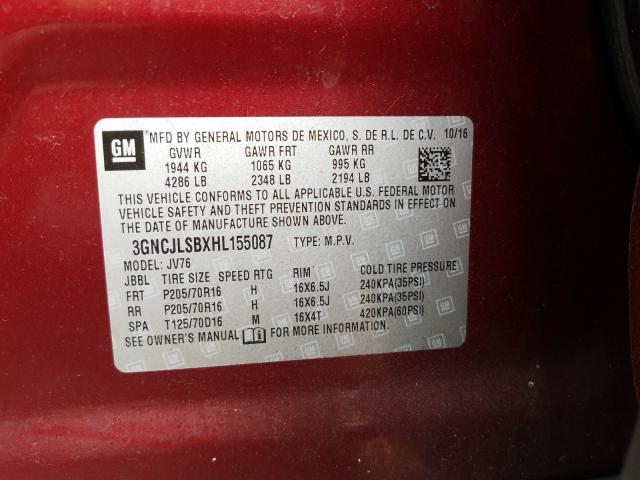 GM
MFD BY GENERAL MOTORS DE MEXICO, S. DE R.L. DE C.V. 10/16
GVWR GAWR FRT GAWR RR
1944 KG 1065 KG 995 KG
4286 LB 2348 LB 2194 LB
THIS VEHICLE CONFORMS TO ALL APPLICABLE U.S. FEDERAL MOTOR
VEHICLE SAFETY AND THEFT PREVENTION STANDARDS IN EFFECT
ON THE DATE OF MANUFACTURE SHOWN ABOVE.
3GNCJLSBXHL155087 TYPE: M.P.V.
MODEL: JV76
JBBL TIRE SIZE SPEED RTG RIM COLD TIRE PRESSURE
FRT P205/70R16 H 16X6.5J 240KPA(35PSI)
RR P205/70R16 H 16X6.5J 240KPA(35PSI)
SPA T125/70D16 M 16X4T 420KPA(60PSI)
SEE OWNER'S MANUAL FOR MORE INFORMATION.